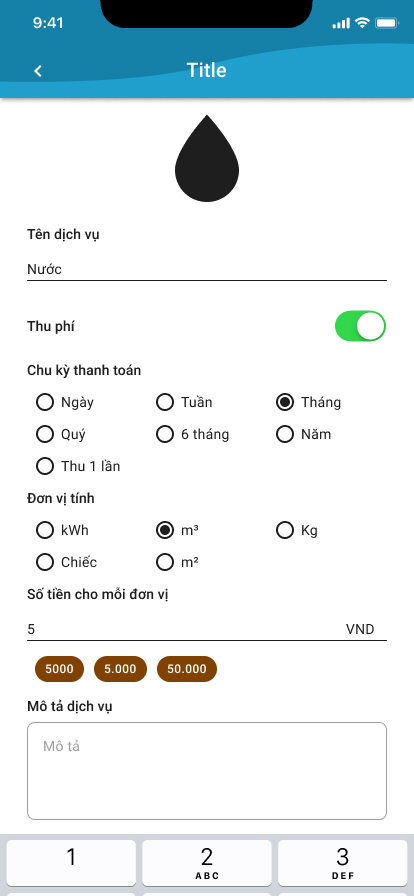 9:41
Title
Tên dịch vụ
Nước
Thu phí
Chu kỳ thanh toán
Ngày Tuần Tháng
Quý 6 tháng Năm
Thu 1 lần
Đơn vị tính
kWh m³ Kg
Chiếc m²
Số tiền cho mỗi đơn vị
5 VND
5000 5.000 50.000
Mô tả dịch vụ
Mô tả
1 2 3
ABC DEF